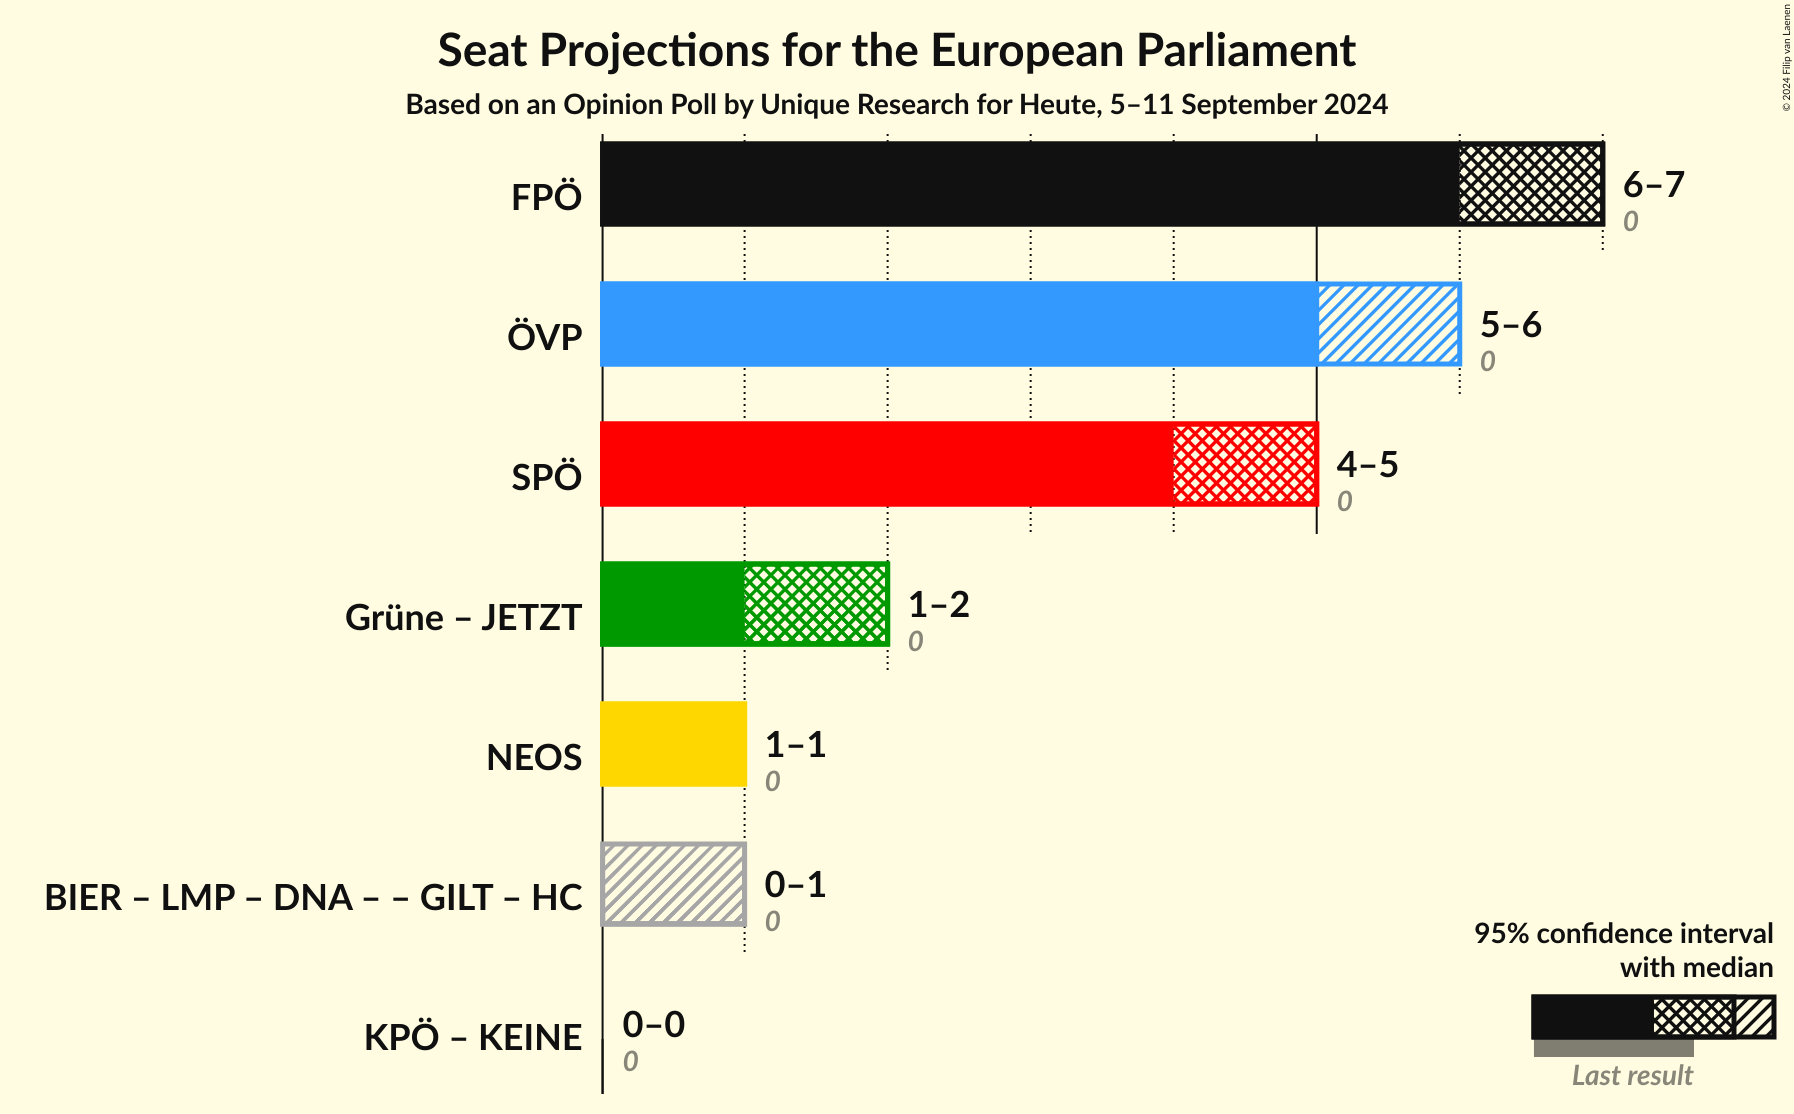 Seat Projections for the European Parliament
Based on an Opinion Poll by Unique Research for Heute, 5–11 September 2024
© 2024 Filip van Laenen
FPÖ
6–7
0
ÖVP
5–6
0
SPÖ
4–5
0
Grüne – JETZT
1–2
0
NEOS
1–1
0
BIER – LMP – DNA – – GILT – HC
0–1
0
KPÖ – KEINE
0–0
0
95% confidence interval
with median
Last result